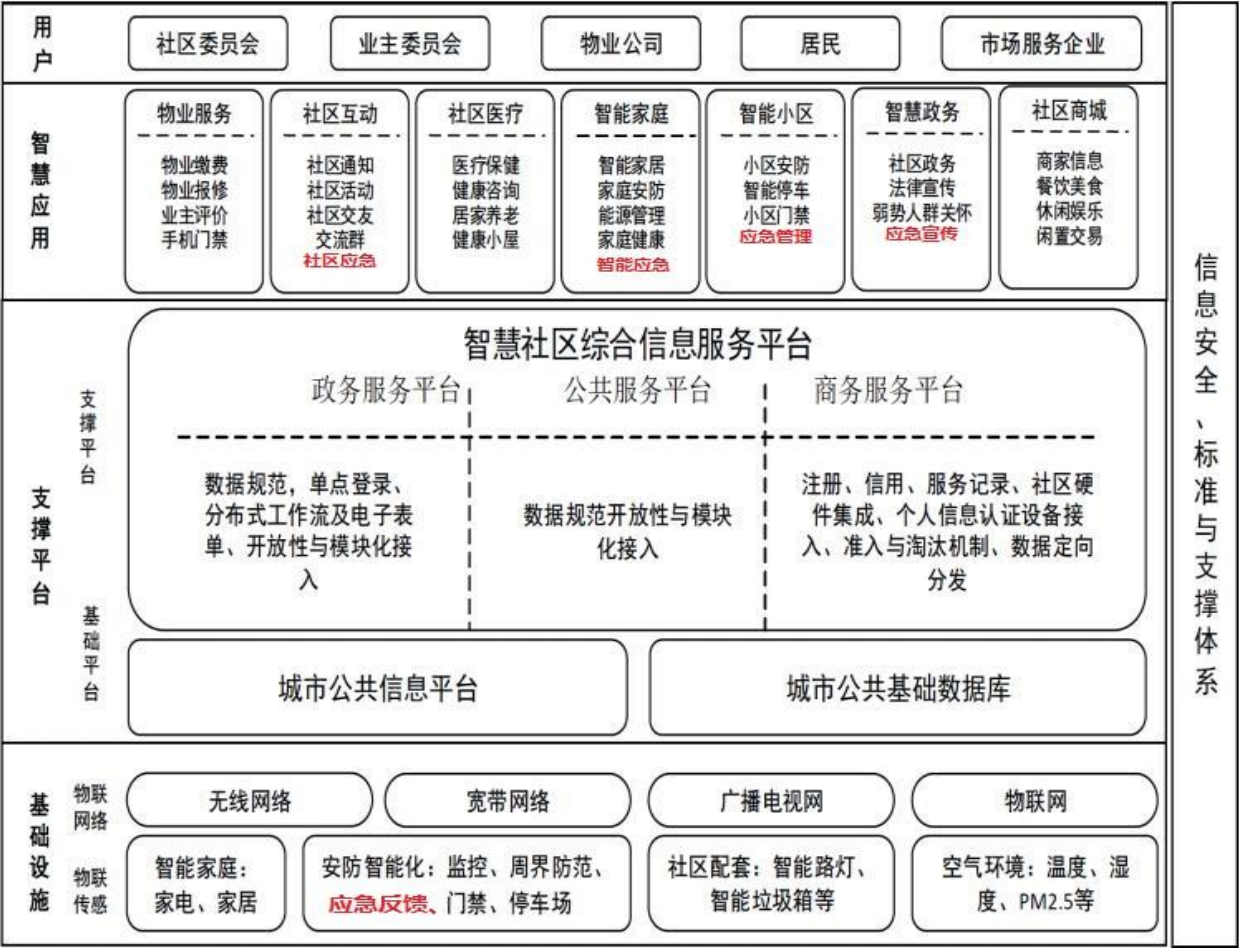 用户
社区委员会
业主委员会
物业公司
居民
市场服务企业
智慧应用
物业服务
物业缴费
物业报修
业主评价
手机门禁
社区互动
社区通知
社区活动
社区交友
交流群
社区应急
社区医疗
医疗保健
健康咨询
居家养老
健康小屋
智能家庭
智能家居
家庭安防
能源管理
家庭健康
智能应急
智能小区
小区安防
智能停车
小区门禁
应急管理
智慧政务
社区政务
法律宣传
弱势人群关怀
应急宣传
社区商城
商家信息
餐饮美食
休闲娱乐
闲置交易
支撑平台
支撑平台
智慧社区综合信息服务平台
政务服务平台
公共服务平台
商务服务平台
数据规范，单点登录、
分布式工作流及电子表
单、开放性与模块化接
入
数据规范开放性与模块
化接入
注册、信用、服务记录、社区硬
件集成、个人信息认证设备接
入、准入与淘汰机制、数据定向
分发
基础平台
城市公共信息平台
城市公共基础数据库
基础设施
物联
网络
无线网络
宽带网络
广播电视网
物联网
物联
传感
智能家庭：
家电、家居
安防智能化：监控、周界防范、
应急反馈、门禁、停车场
社区配套：智能路灯、
智能垃圾箱等
空气环境：温度、湿
度、PM2.5等
信息安全、标准与支撑体系